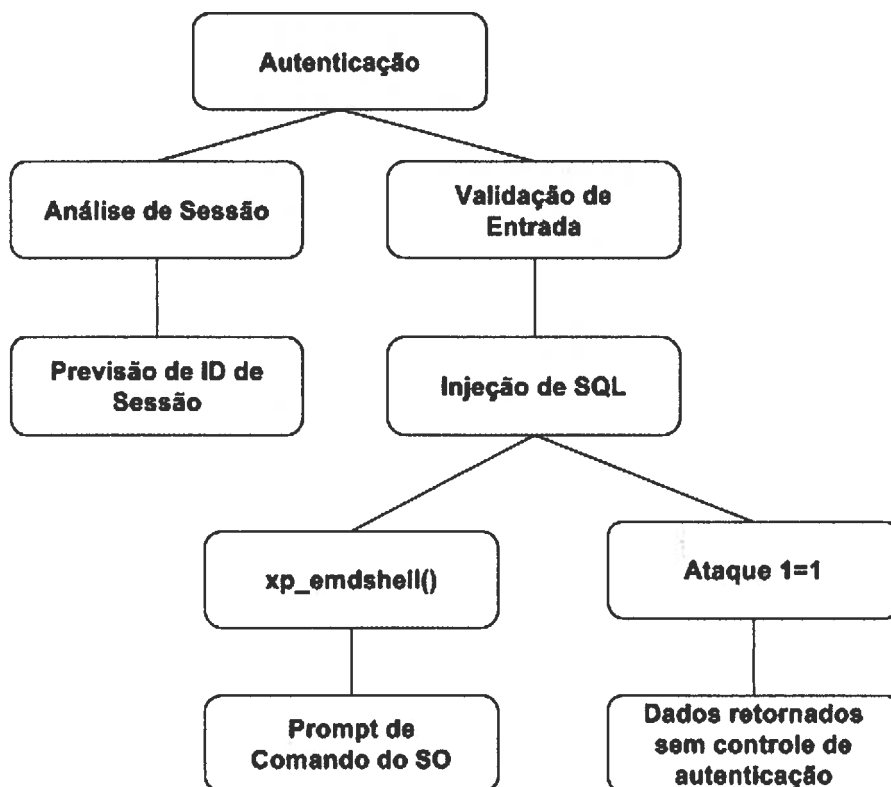 Autenticação
Análise de Sessão
Validação de
Entrada
Previsão de ID de
Sessão
Injeção de SQL
xp_emdshell()
Ataque 1=1
Prompt de
Comando do SO
Dados retornados
sem controle de
autenticação